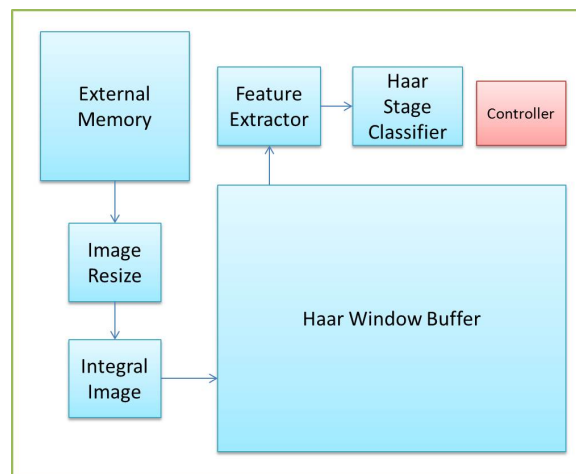 External
Memory
Feature
Extractor
Haar
Stage
Classifier
Controller
Image
Resize
Haar Window Buffer
Integral
Image